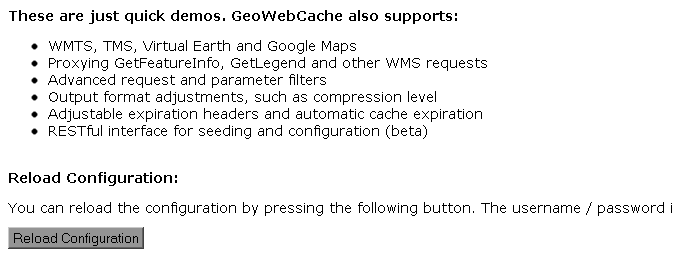 These are just quick demos. GeoWebCache also supports:
WMTS, TMS, Virtual Earth and Google Maps
Proxying GetFeatureInfo, GetLegend and other WMS requests
Advanced request and parameter filters
Output format adjustments, such as compression level
Adjustable expiration headers and automatic cache expiration
RESTful interface for seeding and configuration (beta)
Reload Configuration:
You can reload the configuration by pressing the following button. The username / password i
Reload Configuration